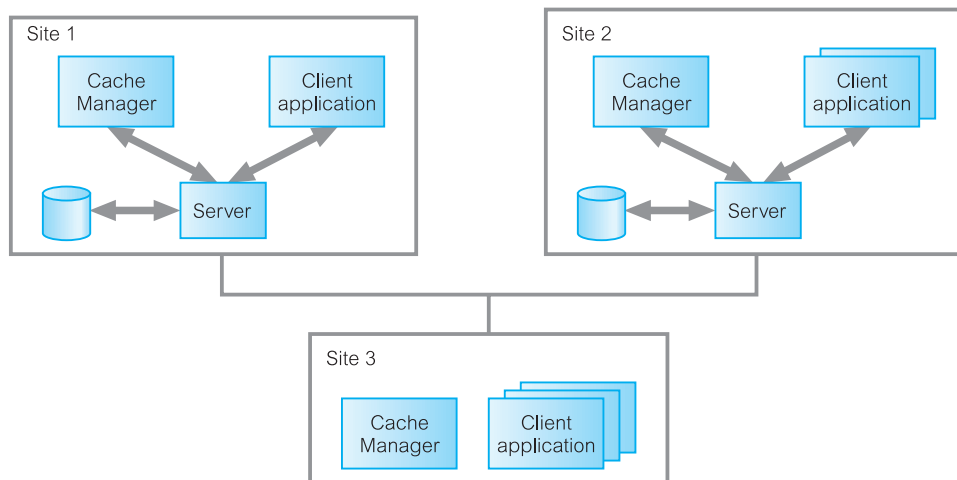 Site 1
Cache
Manager
Client
application
Server
Site 2
Cache
Manager
Client
application
Server
Site 3
Cache
Manager
Client
application